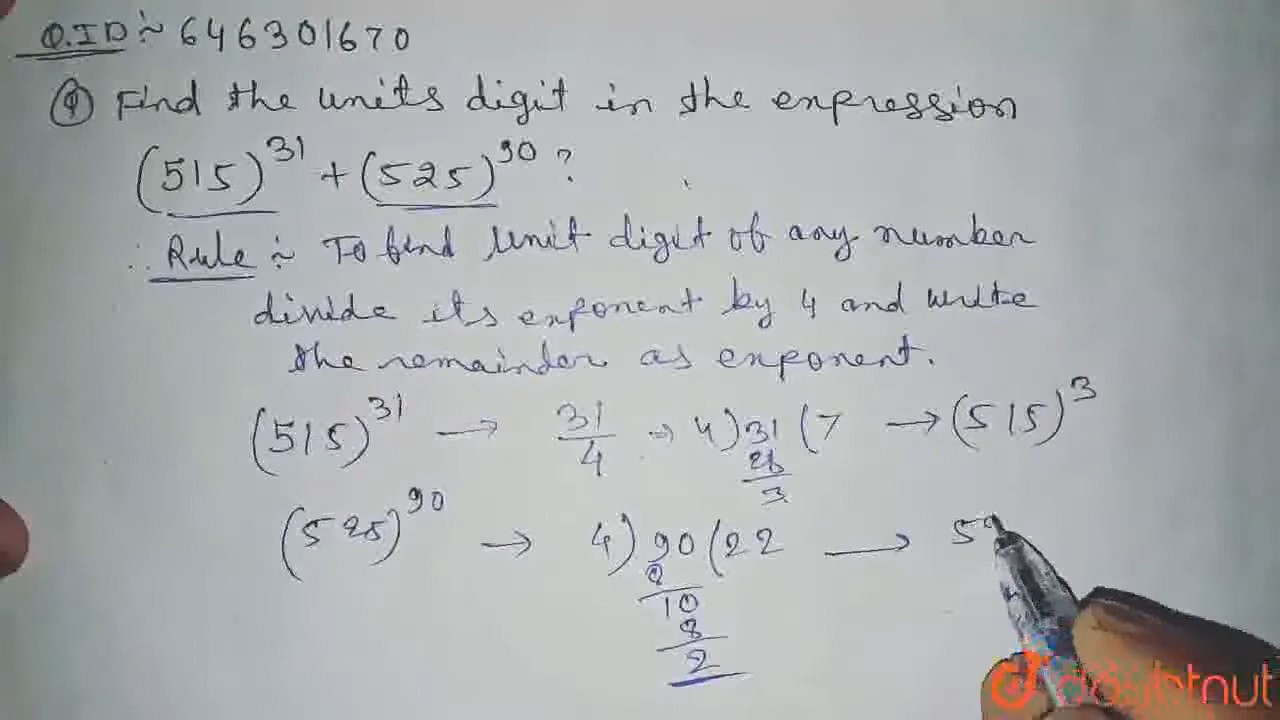 Q.ID :~ 646301670
Q Find the units digit in the expression
(515)^31 + (525)^90 ?
∴ Rule :~ To find unit digit of any number
divide its exponent by 4 and write
the remainder as exponent.
(515)^31 → 31/4 ⇒ 4)31(7 → (515)^3
28
3
(525)^90 → 4)90(22 → 52
8
10
8
2
doubtnut